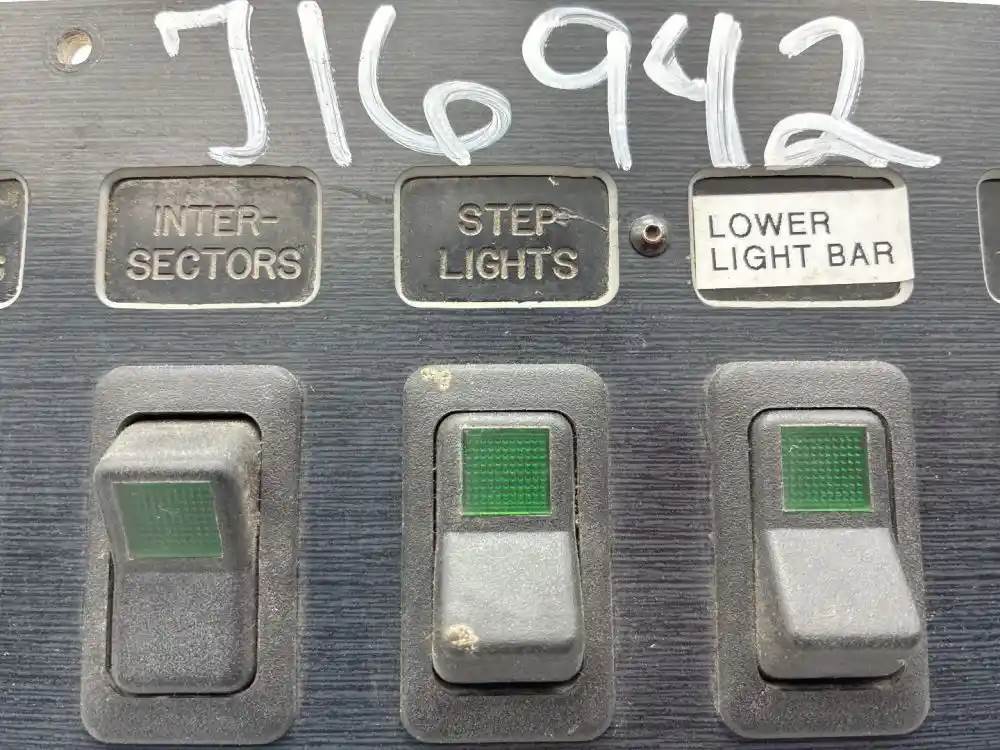 J16942
INTER-
SECTORS
STEP
LIGHTS
LOWER
LIGHT BAR